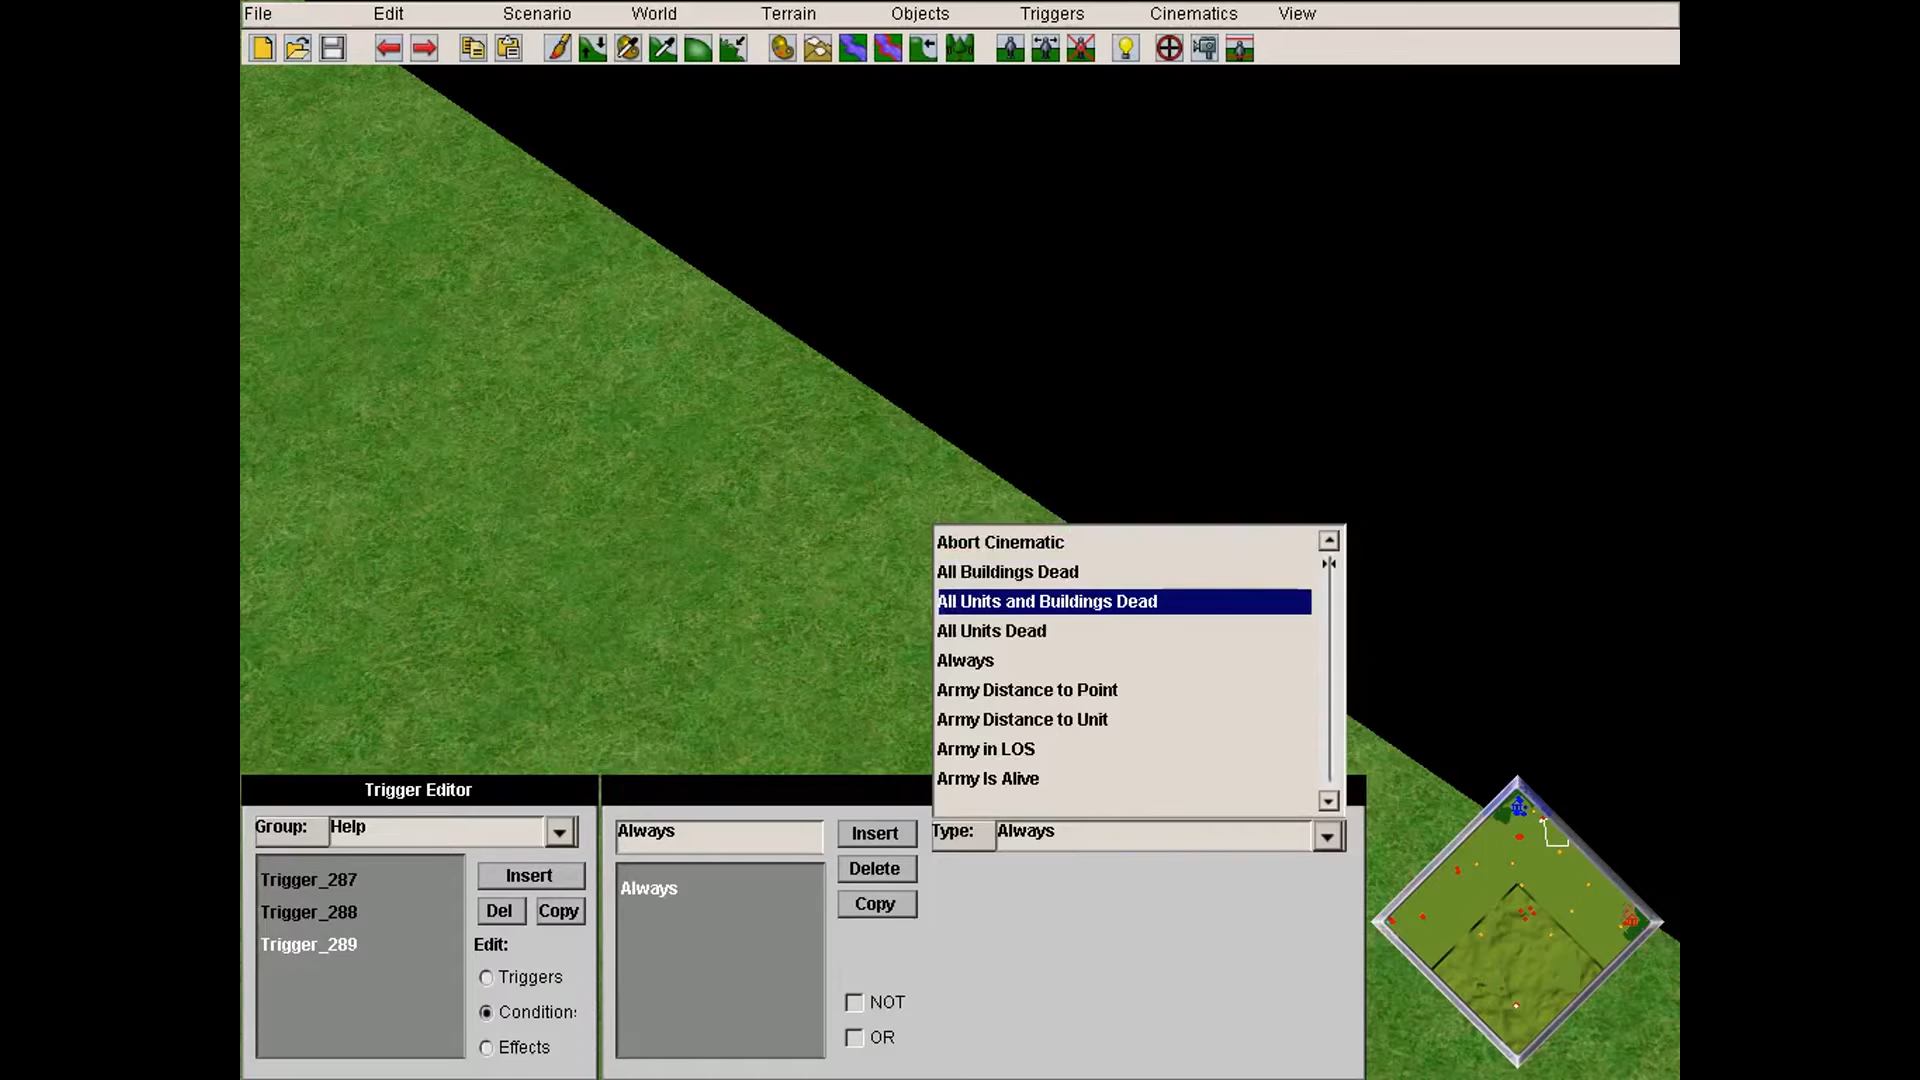 File Edit Scenario World Terrain Objects Triggers Cinematics View
Abort Cinematic
All Buildings Dead
All Units and Buildings Dead
All Units Dead
Always
Army Distance to Point
Army Distance to Unit
Army in LOS
Army Is Alive
Trigger Editor
Group: Help
Trigger_287
Trigger_288
Trigger_289
Insert
Del Copy
Edit:
Triggers
Condition:
Effects
Always
Always
Insert
Delete
Copy
NOT
OR
Type: Always